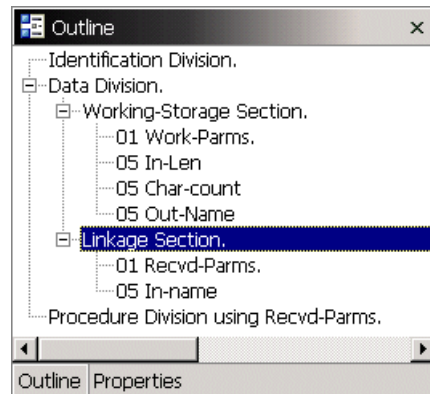 Outline
Identification Division.
Data Division.
Working-Storage Section.
01 Work-Parms.
05 In-Len
05 Char-count
05 Out-Name
Linkage Section.
01 Recvd-Parms.
05 In-name
Procedure Division using Recvd-Parms.
Outline Properties